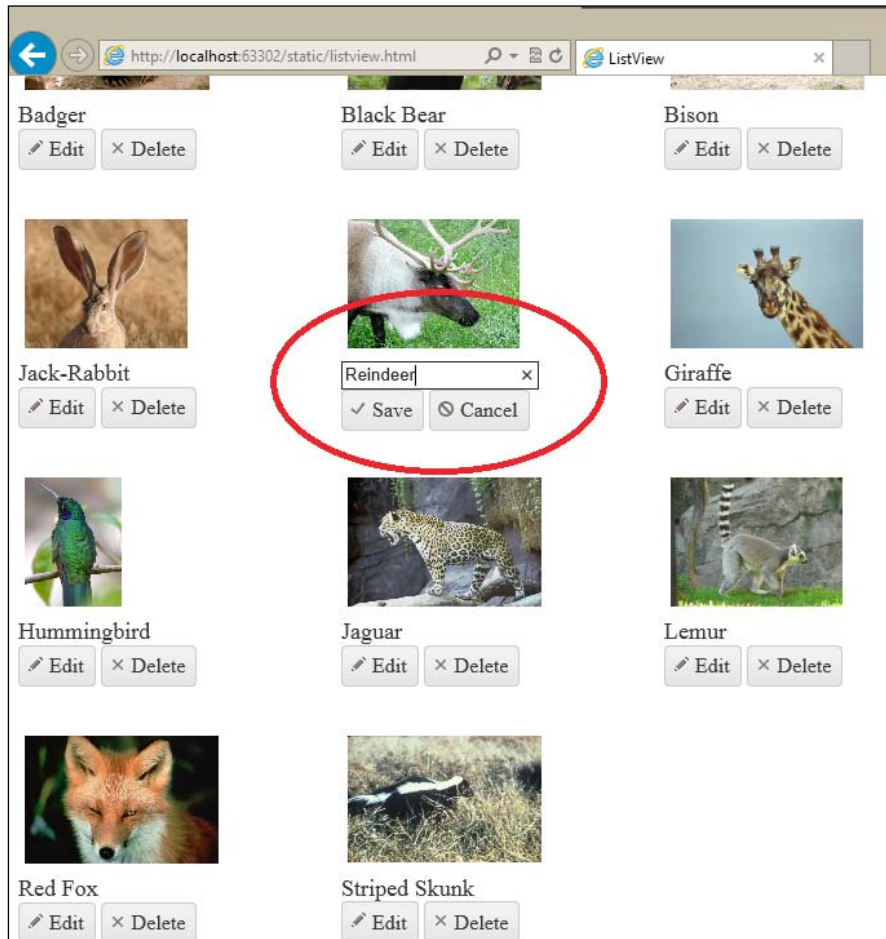 http://localhost:63302/static/listview.html
ListView
Badger
Black Bear
Bison
Edit
Delete
Edit
Delete
Edit
Delete
Jack-Rabbit
Reindeer
Giraffe
Edit
Delete
Save
Cancel
Edit
Delete
Hummingbird
Jaguar
Lemur
Edit
Delete
Edit
Delete
Edit
Delete
Red Fox
Striped Skunk
Edit
Delete
Edit
Delete